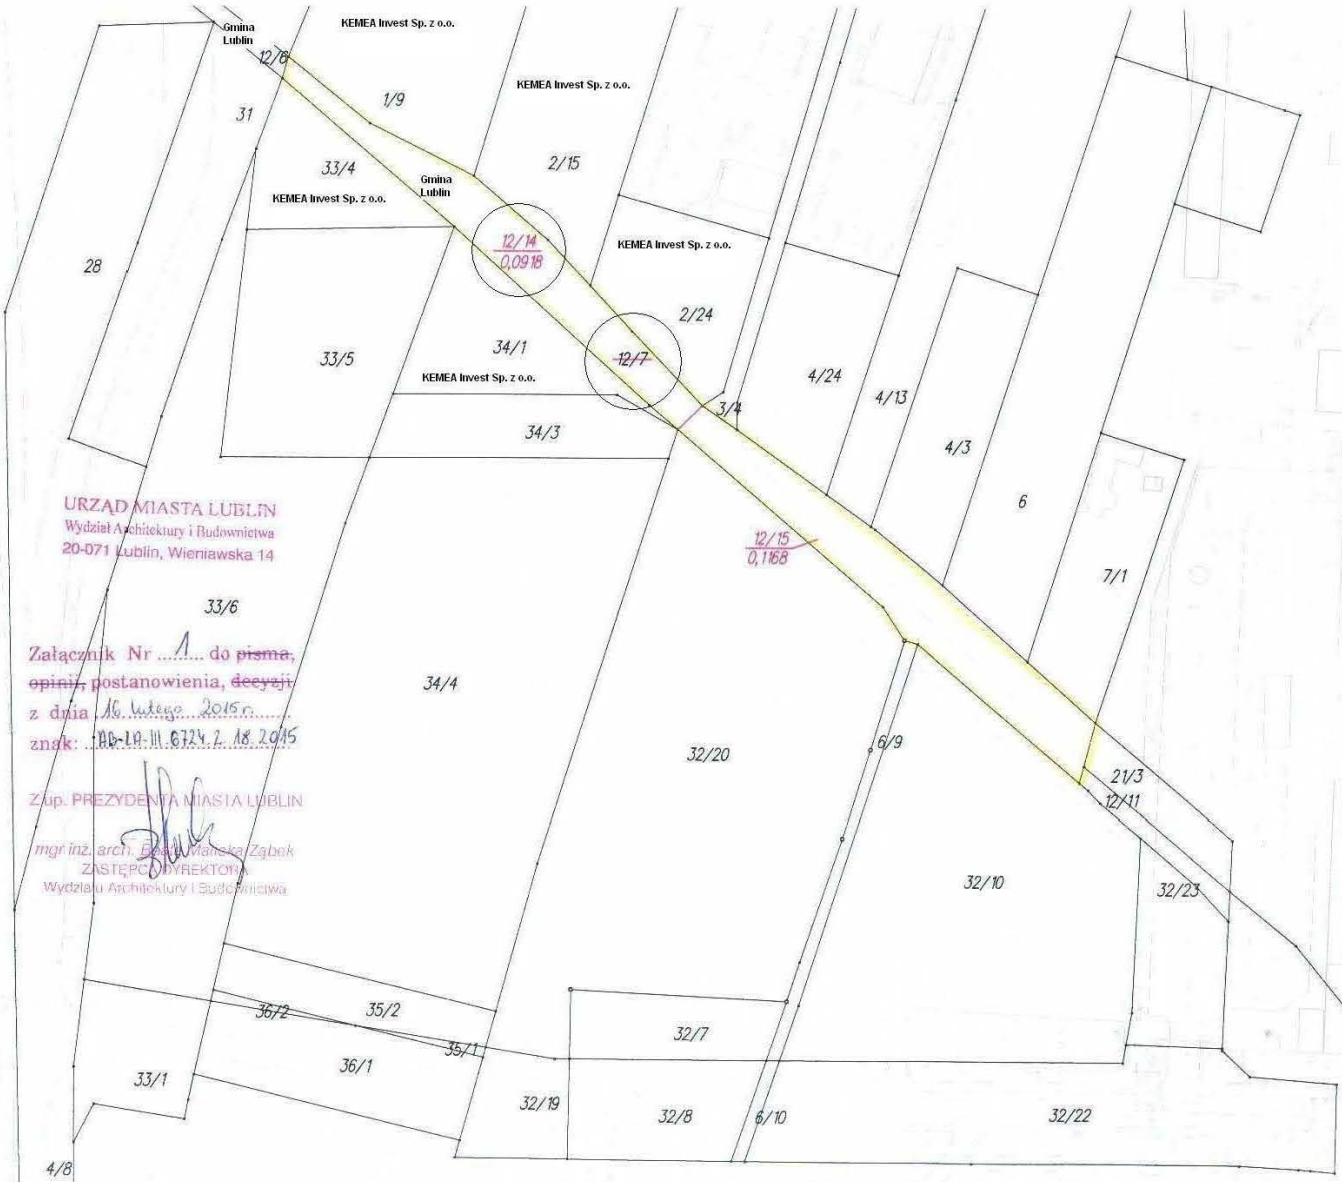 Gmina
Lublin
KEMEA Invest Sp. z o.o.
12/6
KEMEA Invest Sp. z o.o.
1/9
31
33/4
2/15
Gmina
Lublin
KEMEA Invest Sp. z o.o.
12/14
0,0918
KEMEA Invest Sp. z o.o.
28
2/24
33/5
34/1
12/7
KEMEA Invest Sp. z o.o.
4/24
4/13
3/4
34/3
4/3
6
URZĄD MIASTA LUBLIN
Wydział Architektury i Budownictwa
20-071 Lublin, Wieniawska 14
12/15
0,1168
7/1
33/6
Załącznik Nr 1 do pisma,
opinii, postanowienia, decyzji
z dnia 16 lutego 2015 r.
znak: AB-LA-III.6724.2.18.2015
34/4
32/20
6/9
21/3
12/11
Z up. PREZYDENTA MIASTA LUBLIN
mgr inż. arch. Ząbek
ZASTĘPCA DYREKTORA
Wydziału Architektury i Budownictwa
32/10
32/23
36/2
35/2
35/1
32/7
33/1
36/1
32/19
32/8
6/10
32/22
4/8